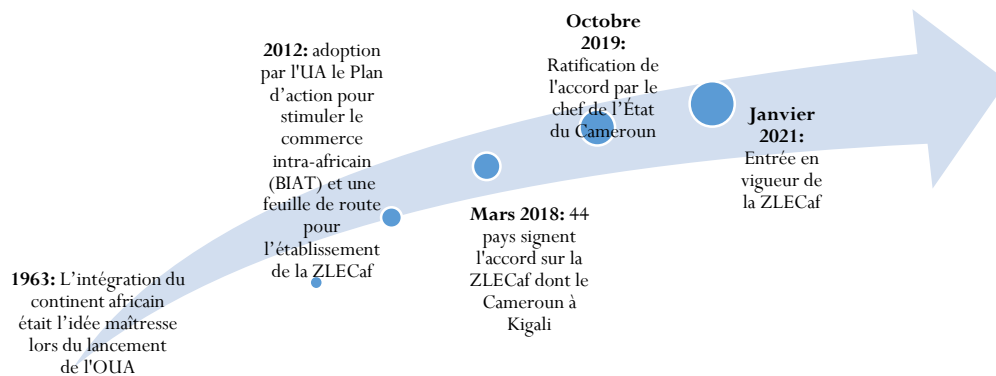 1963: L’intégration du
continent africain
était l’idée maîtresse
lors du lancement
de l'OUA
2012: adoption
par l'UA le Plan
d’action pour
stimuler le
commerce
intra-africain
(BIAT) et une
feuille de route
pour
l’établissement
de la ZLECaf
Mars 2018: 44
pays signent
l'accord sur la
ZLECaf dont le
Cameroun à
Kigali
Octobre
2019:
Ratification de
l'accord par le
chef de l’État
du Cameroun
Janvier
2021:
Entrée en
vigueur de
la ZLECaf